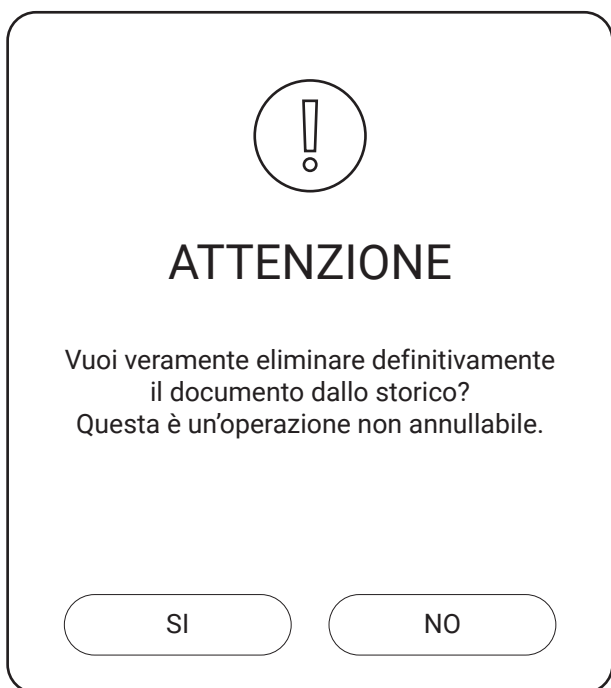 ATTENZIONE
Vuoi veramente eliminare definitivamente
il documento dallo storico?
Questa è un'operazione non annullabile.
SI
NO